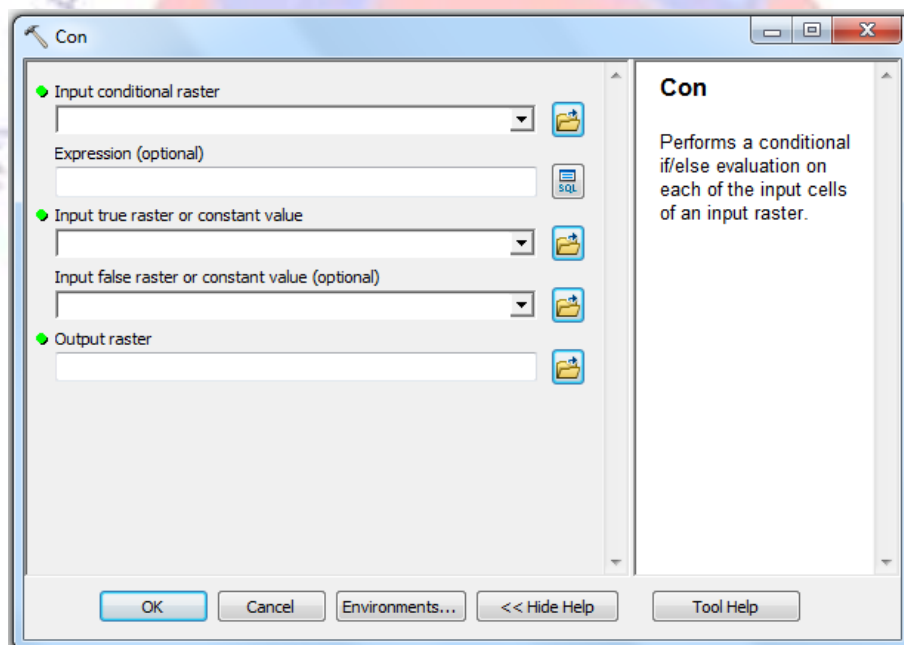 Con
Input conditional raster
Expression (optional)
SQL
Input true raster or constant value
Input false raster or constant value (optional)
Output raster
Con
Performs a conditional
if/else evaluation on
each of the input cells
of an input raster.
OK
Cancel
Environments...
<< Hide Help
Tool Help